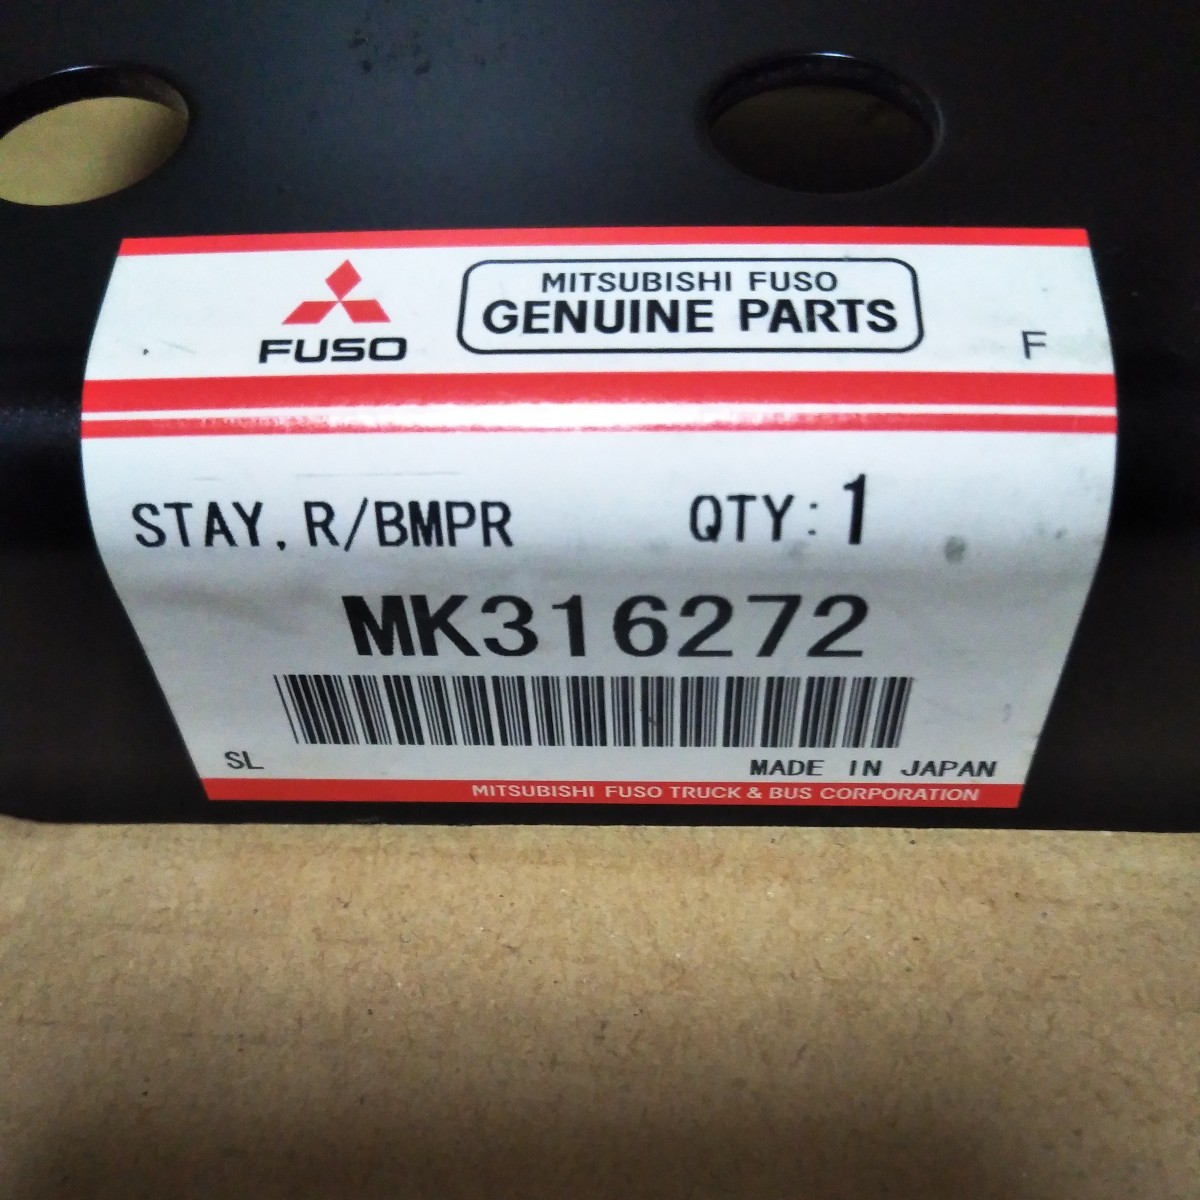 MITSUBISHI FUSO
GENUINE PARTS
FUSO
F
STAY, R/BMPR QTY: 1
MK316272
SL
MADE IN JAPAN
MITSUBISHI FUSO TRUCK & BUS CORPORATION